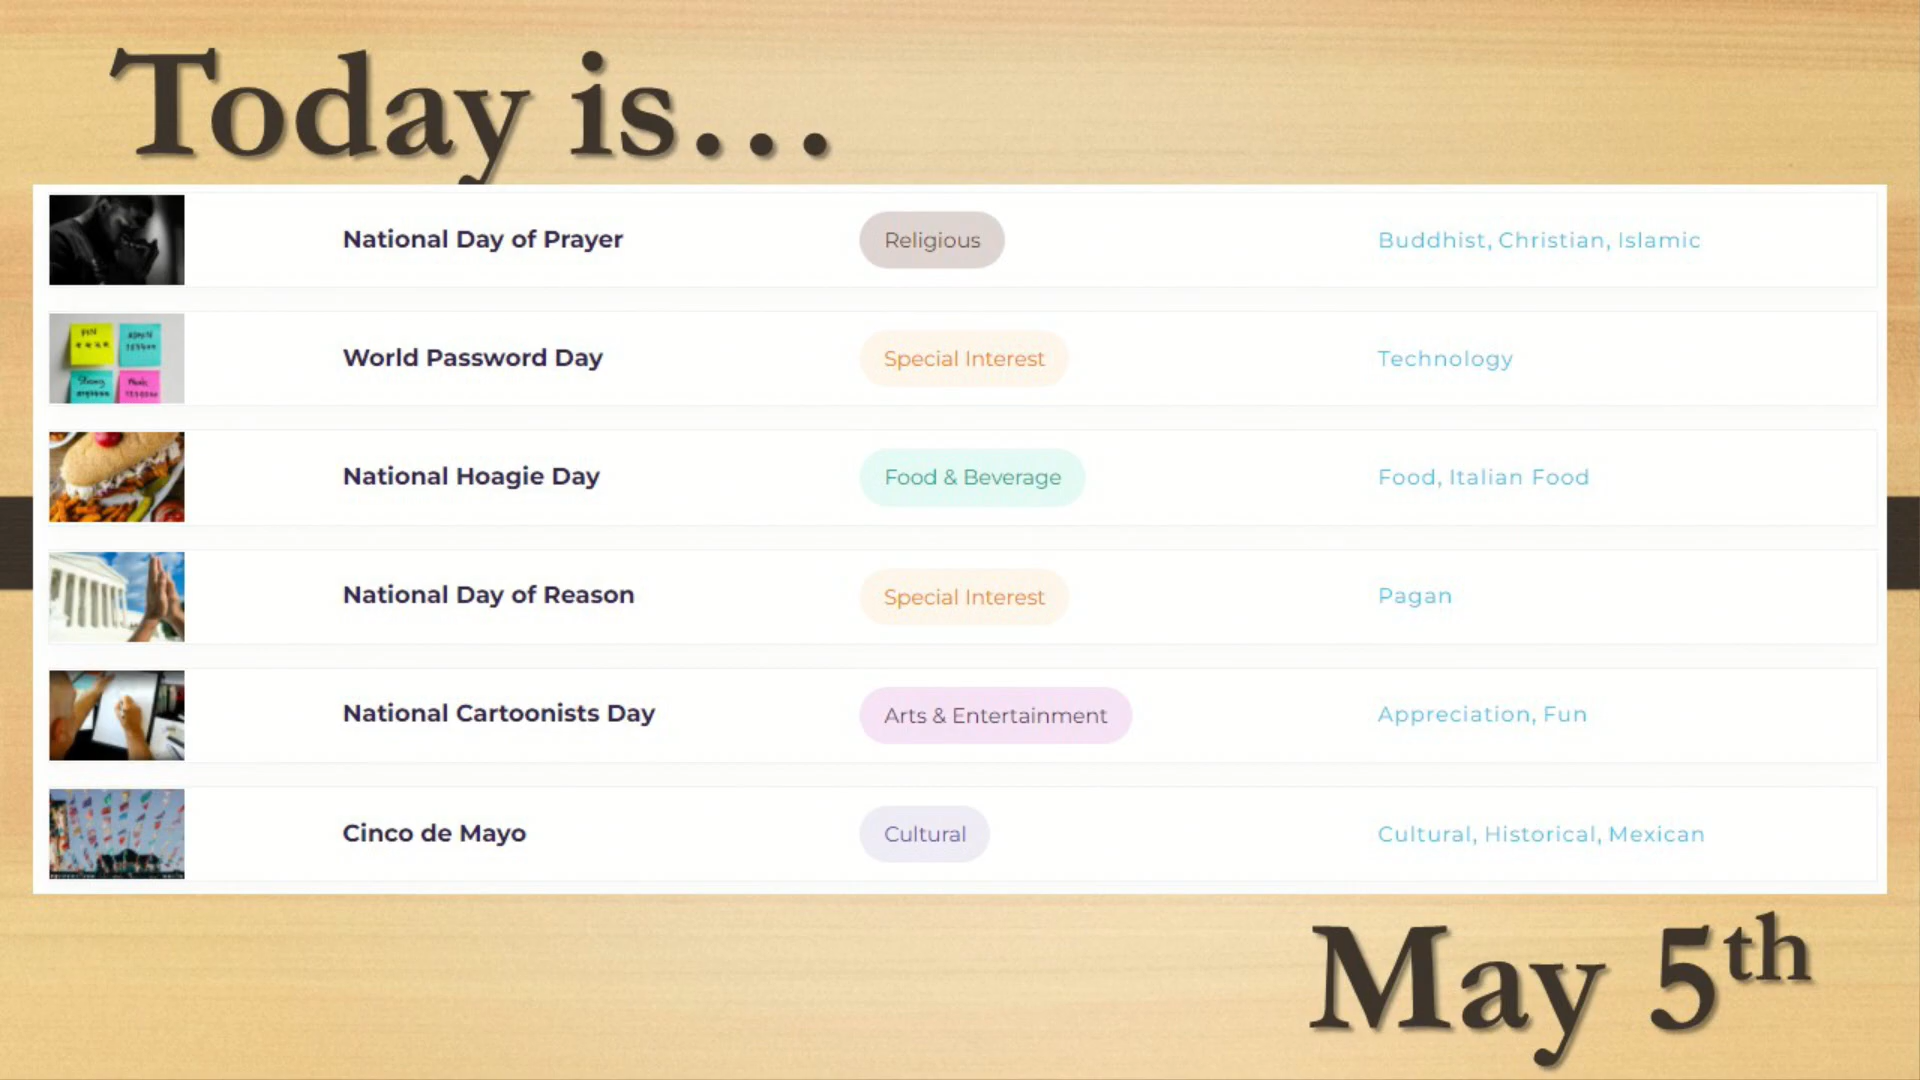 Today is...
National Day of Prayer Religious Buddhist, Christian, Islamic
World Password Day Special Interest Technology
National Hoagie Day Food & Beverage Food, Italian Food
National Day of Reason Special Interest Pagan
National Cartoonists Day Arts & Entertainment Appreciation, Fun
Cinco de Mayo Cultural Cultural, Historical, Mexican
May 5th